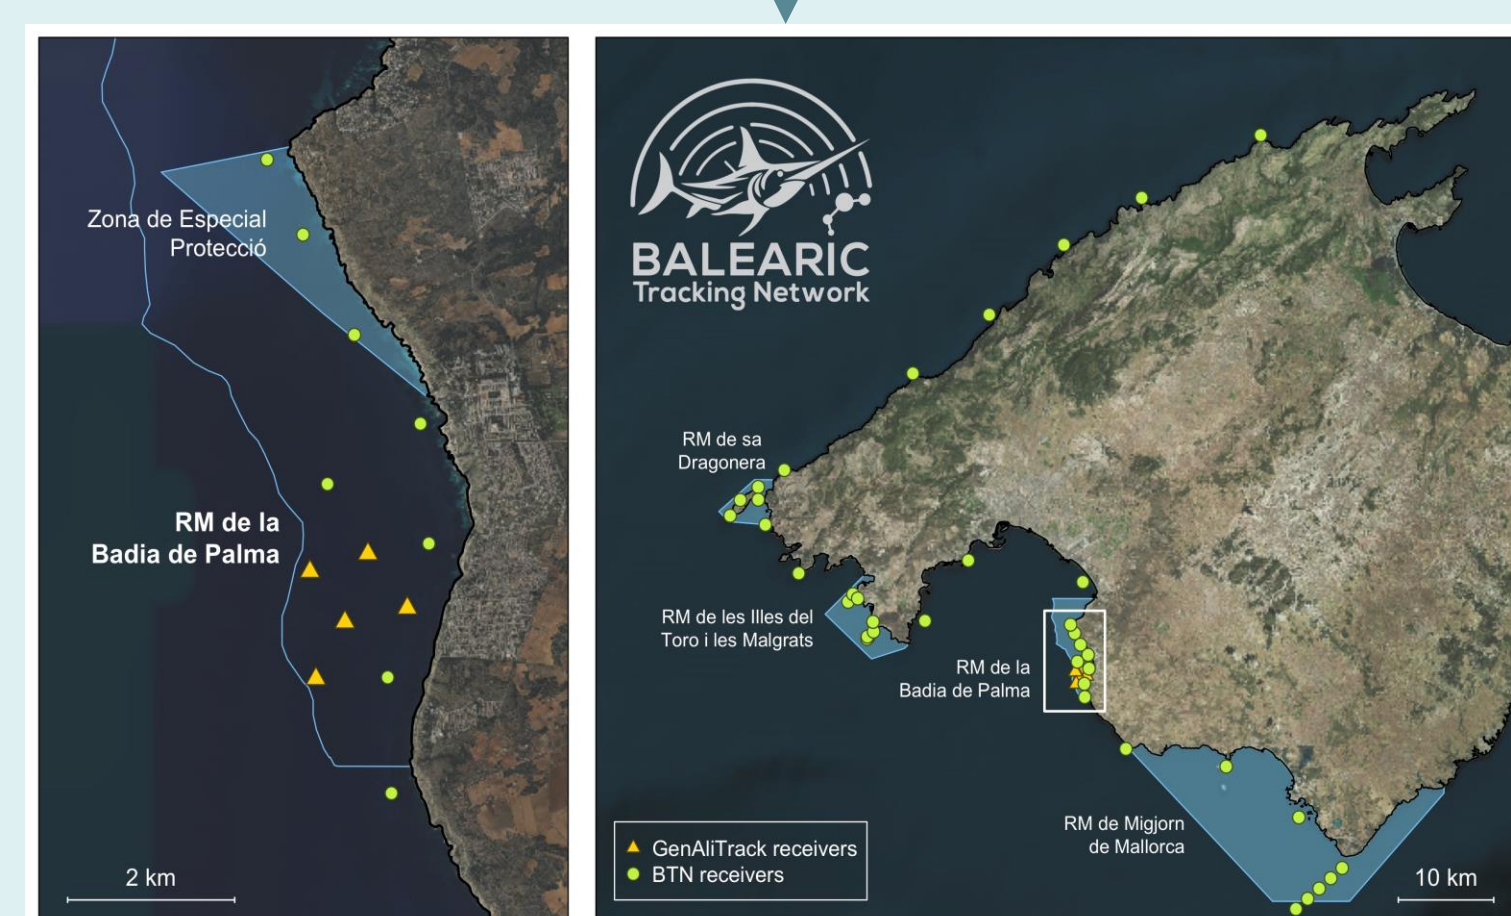 Zona de Especial
Protecció
RM de la
Badia de Palma
2 km
BALEARIC
Tracking Network
RM de sa
Dragonera
RM de les Illes del
Toro i les Malgrats
RM de la
Badia de Palma
RM de Migjorn
de Mallorca
GenAliTrack receivers
BTN receivers
10 km